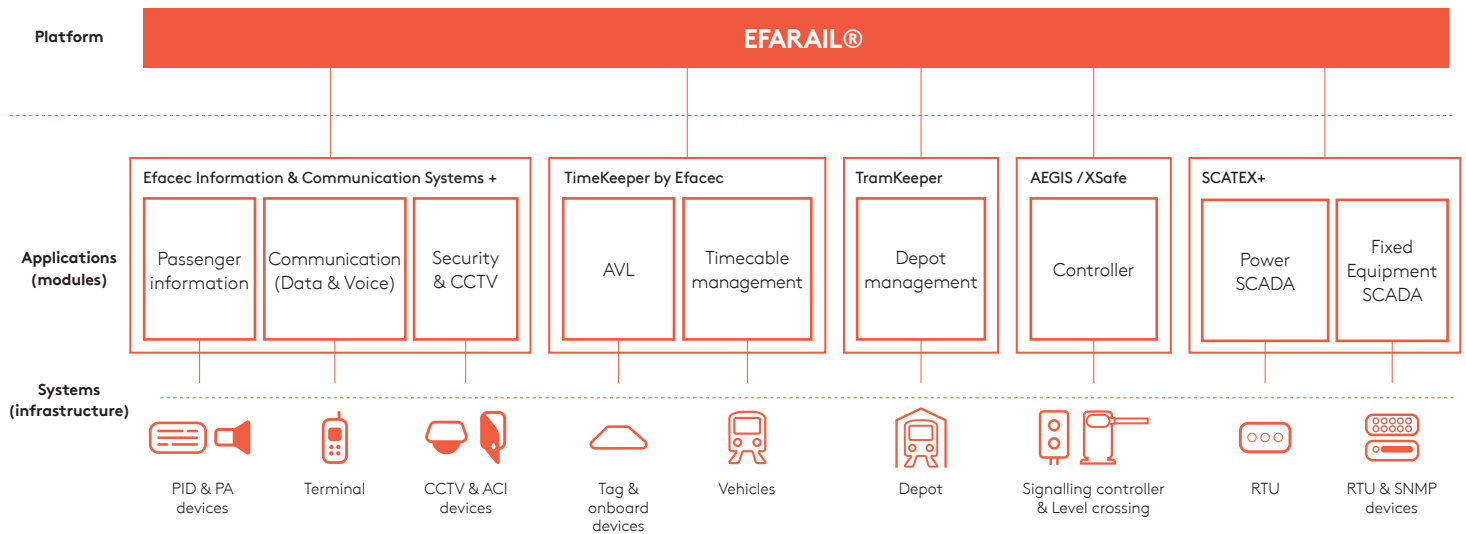 Platform
EFARAIL®
Applications
(modules)
Efacec Information & Communication Systems +
Passenger
information
Communication
(Data & Voice)
Security
& CCTV
TimeKeeper by Efacec
AVL
Timecable
management
TramKeeper
Depot
management
AEGIS / XSafe
Controller
SCATEX+
Power
SCADA
Fixed
Equipment
SCADA
Systems
(infrastructure)
PID & PA
devices
Terminal
CCTV & ACI
devices
Tag &
onboard
devices
Vehicles
Depot
Signalling controller
& Level crossing
RTU
RTU & SNMP
devices